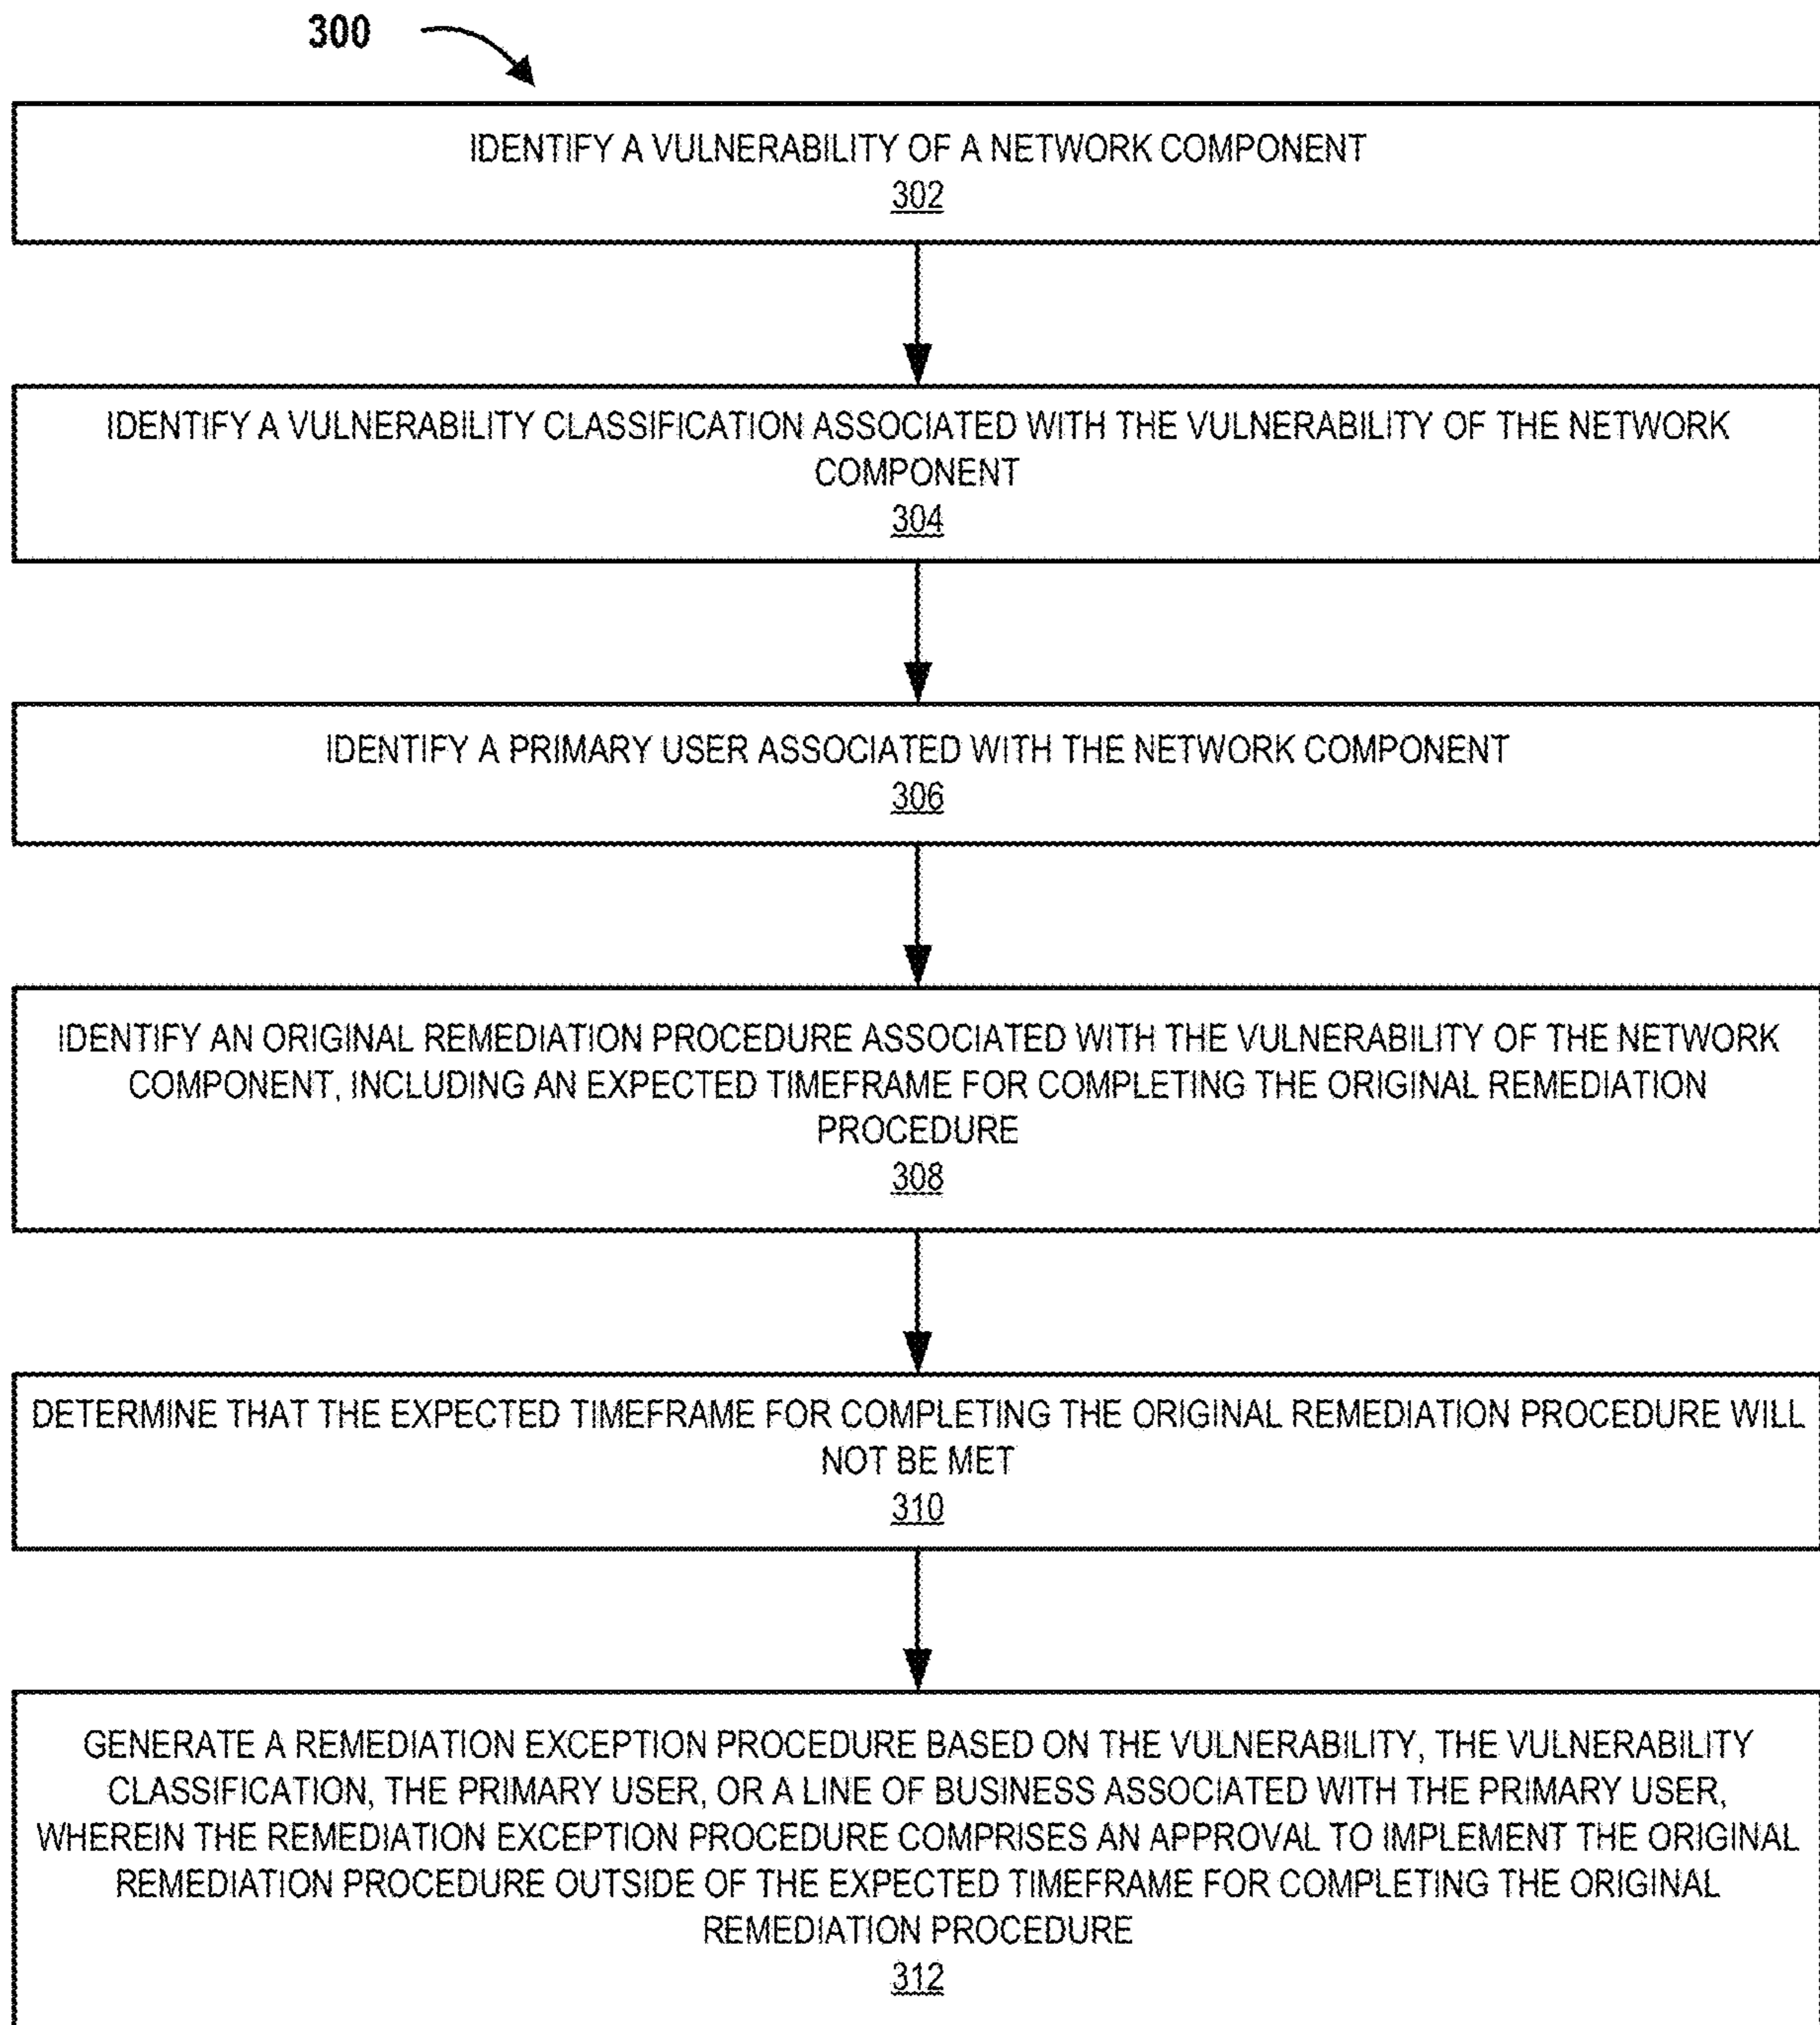 300
IDENTIFY A VULNERABILITY OF A NETWORK COMPONENT
302
IDENTIFY A VULNERABILITY CLASSIFICATION ASSOCIATED WITH THE VULNERABILITY OF THE NETWORK
COMPONENT
304
IDENTIFY A PRIMARY USER ASSOCIATED WITH THE NETWORK COMPONENT
306
IDENTIFY AN ORIGINAL REMEDIATION PROCEDURE ASSOCIATED WITH THE VULNERABILITY OF THE NETWORK
COMPONENT, INCLUDING AN EXPECTED TIMEFRAME FOR COMPLETING THE ORIGINAL REMEDIATION
PROCEDURE
308
DETERMINE THAT THE EXPECTED TIMEFRAME FOR COMPLETING THE ORIGINAL REMEDIATION PROCEDURE WILL
NOT BE MET
310
GENERATE A REMEDIATION EXCEPTION PROCEDURE BASED ON THE VULNERABILITY, THE VULNERABILITY
CLASSIFICATION, THE PRIMARY USER, OR A LINE OF BUSINESS ASSOCIATED WITH THE PRIMARY USER,
WHEREIN THE REMEDIATION EXCEPTION PROCEDURE COMPRISES AN APPROVAL TO IMPLEMENT THE ORIGINAL
REMEDIATION PROCEDURE OUTSIDE OF THE EXPECTED TIMEFRAME FOR COMPLETING THE ORIGINAL
REMEDIATION PROCEDURE
312